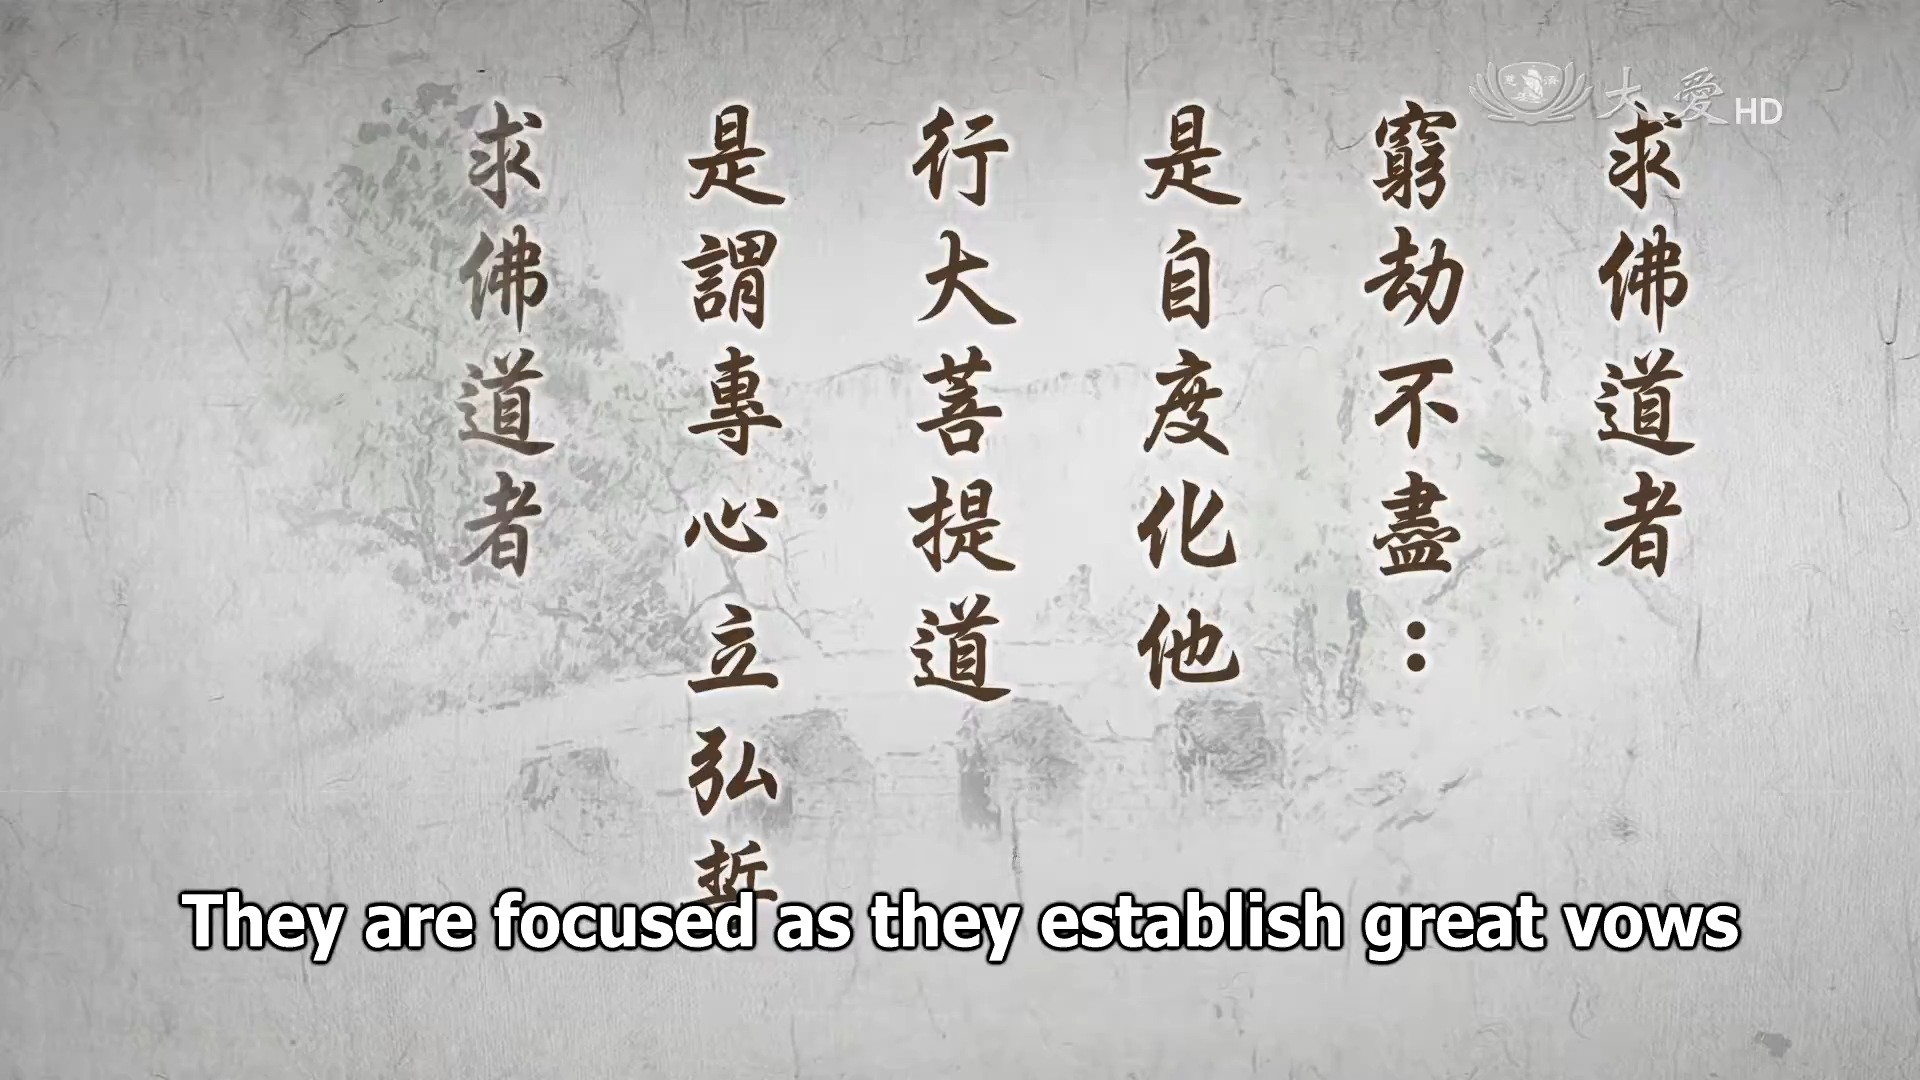 求佛道者
窮劫不盡：
是自度化他
行大菩提道
是謂專心立弘誓
求佛道者
大愛HD
They are focused as they establish great vows